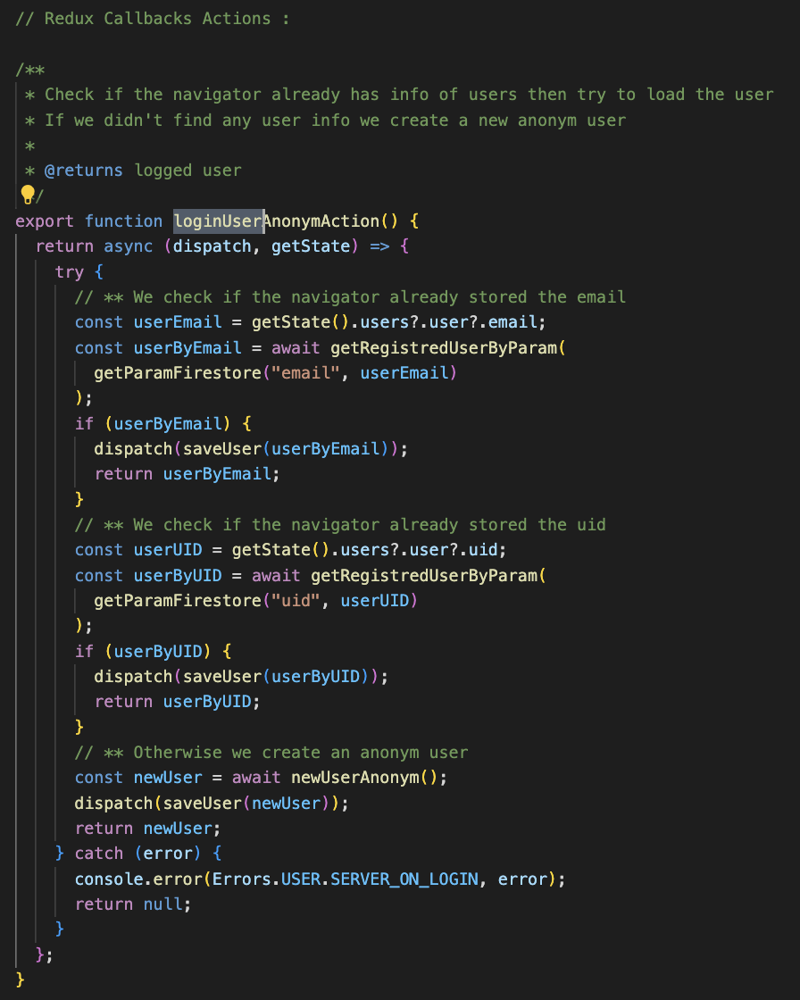 // Redux Callbacks Actions :
/**
* Check if the navigator already has info of users then try to load the user
* If we didn't find any user info we create a new anonym user
*
* @returns logged user
/
export function loginUserAnonymAction() {
return async (dispatch, getState) => {
try {
// ** We check if the navigator already stored the email
const userEmail = getState().users?.user?.email;
const userByEmail = await getRegistredUserByParam(
getParamFirestore("email", userEmail)
);
if (userByEmail) {
dispatch(saveUser(userByEmail));
return userByEmail;
}
// ** We check if the navigator already stored the uid
const userUID = getState().users?.user?.uid;
const userByUID = await getRegistredUserByParam(
getParamFirestore("uid", userUID)
);
if (userByUID) {
dispatch(saveUser(userByUID));
return userByUID;
}
// ** Otherwise we create an anonym user
const newUser = await newUserAnonym();
dispatch(saveUser(newUser));
return newUser;
} catch (error) {
console.error(Errors.USER.SERVER_ON_LOGIN, error);
return null;
}
};
}